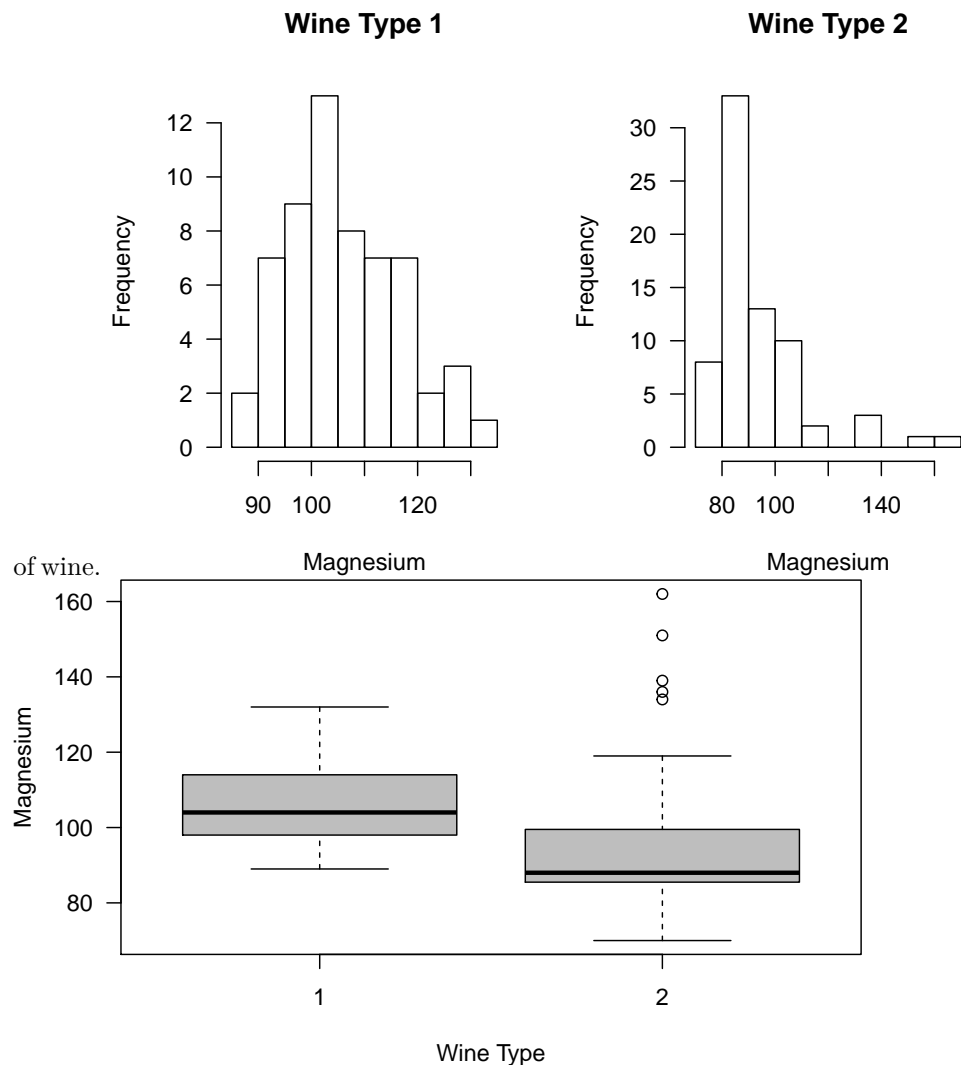 Wine Type 1
Wine Type 2
12
10
8
6
4
2
0
Frequency
90 100 120
Magnesium
30
25
20
15
10
5
0
Frequency
80 100 140
Magnesium
of wine.
160
140
120
100
80
Magnesium
1 2
Wine Type